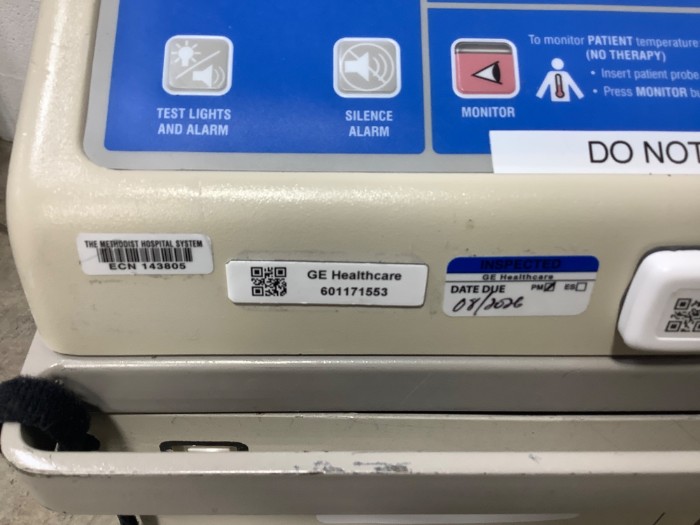 To monitor PATIENT temperature
(NO THERAPY)
• Insert patient probe
• Press MONITOR bu
TEST LIGHTS
AND ALARM
SILENCE
ALARM
MONITOR
DO NOT
THE METHODIST HOSPITAL SYSTEM
ECN 143805
GE Healthcare
601171553
INSPECTED
GE Healthcare
DATE DUE PM ES
08/2026